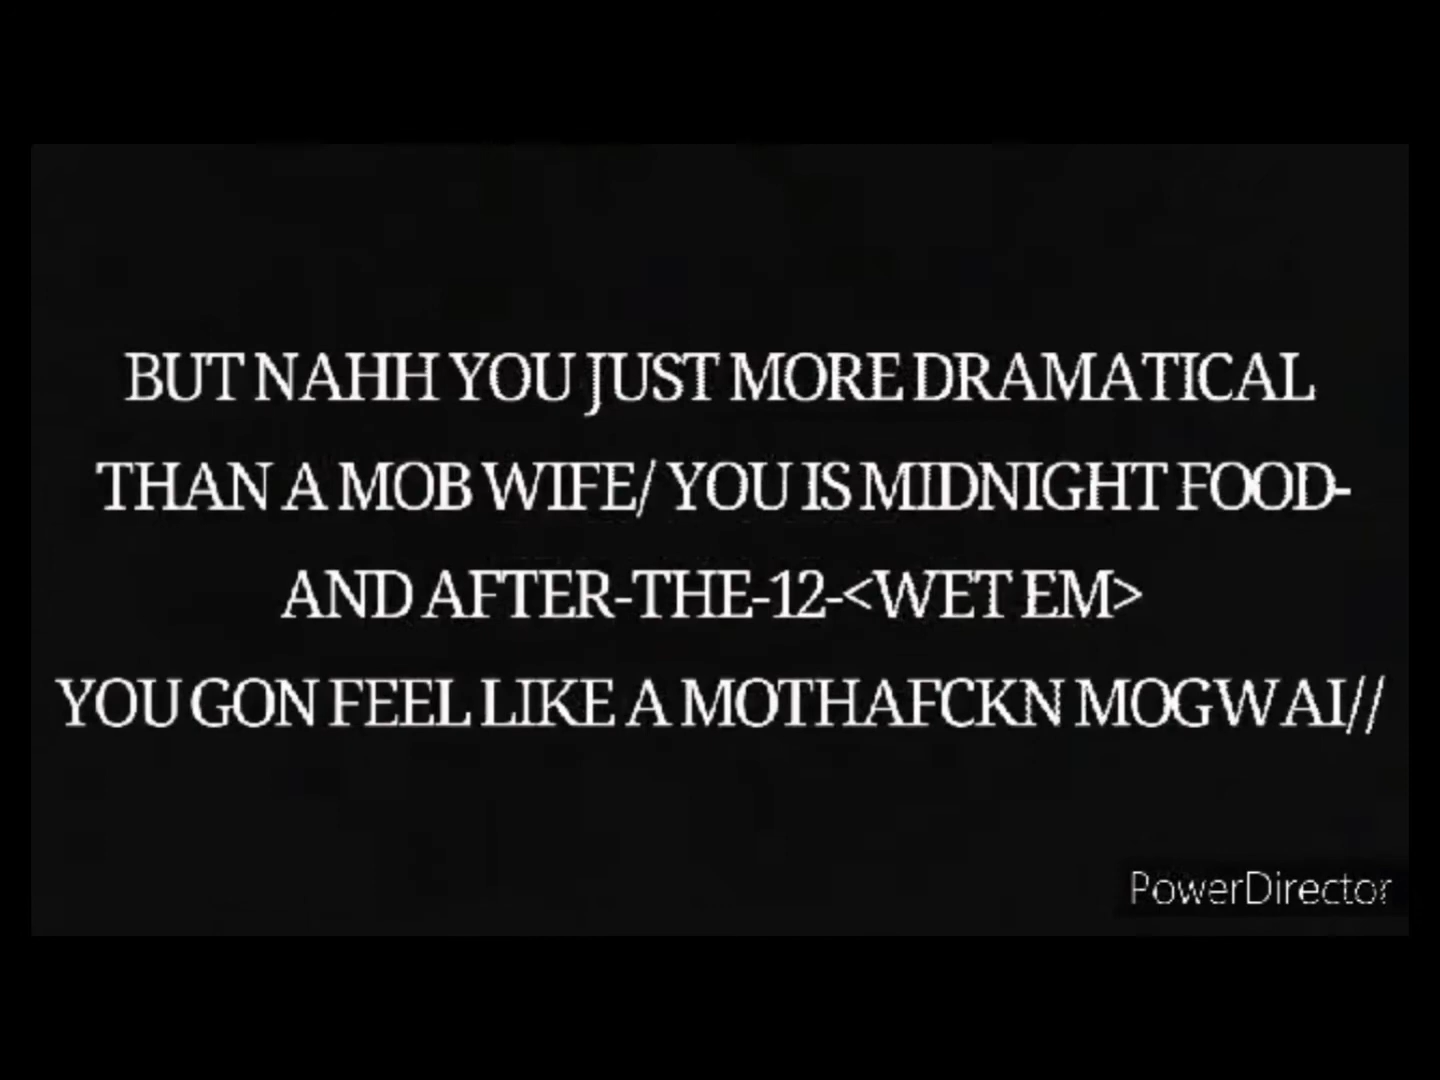 BUT NAHH YOU JUST MORE DRAMATICAL
THAN A MOB WIFE/ YOU IS MIDNIGHT FOOD-
AND AFTER-THE-12-<WET EM>
YOU GON FEEL LIKE A MOTHAFCKN MOGWAI//
PowerDirector